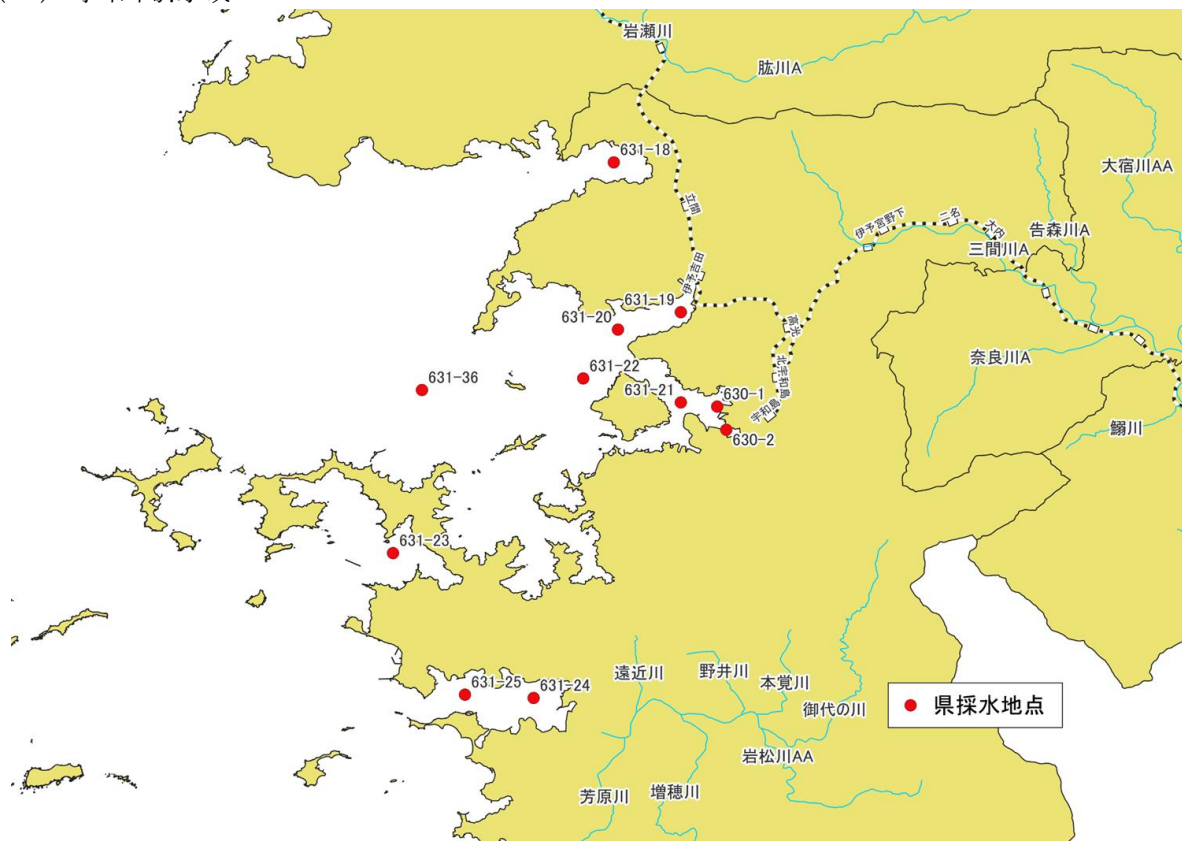 岩瀬川
肱川A
631-18
大宿川AA
立間
伊予宮野下
二名
大内
告森川A
三間川A
伊予吉田
631-19
631-20
高光
奈良川A
631-22
北宇和島
631-36
631-21
630-1
宇和島
630-2
鰯川
631-23
遠近川
野井川
本覚川
631-25
631-24
御代の川
県採水地点
岩松川AA
芳原川
増穂川